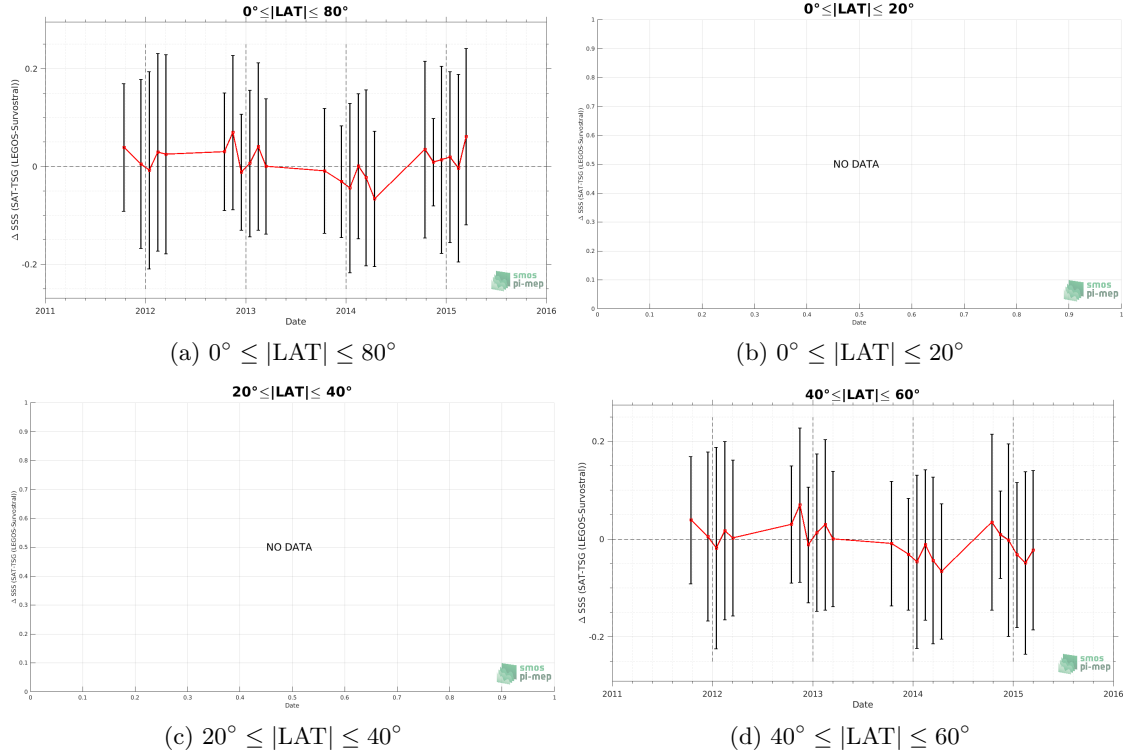 0°≤|LAT|≤ 80°
Δ SSS (SAT-TSG (LEGOS-Survostral))
0.2
0
-0.2
2011
2012
2013
2014
2015
2016
Date
smos
pi-mep
(a) 0° ≤ |LAT| ≤ 80°
0°≤|LAT|≤ 20°
Δ SSS (SAT-TSG (LEGOS-Survostral))
1
0.9
0.8
0.7
0.6
0.5
0.4
0.3
0.2
0.1
0
NO DATA
0
0.1
0.2
0.3
0.4
0.5
0.6
0.7
0.8
0.9
1
Date
smos
pi-mep
(b) 0° ≤ |LAT| ≤ 20°
20°≤|LAT|≤ 40°
Δ SSS (SAT-TSG (LEGOS-Survostral))
1
0.9
0.8
0.7
0.6
0.5
0.4
0.3
0.2
0.1
0
NO DATA
0
0.1
0.2
0.3
0.4
0.5
0.6
0.7
0.8
0.9
1
Date
smos
pi-mep
(c) 20° ≤ |LAT| ≤ 40°
40°≤|LAT|≤ 60°
Δ SSS (SAT-TSG (LEGOS-Survostral))
0.2
0
-0.2
2011
2012
2013
2014
2015
2016
Date
smos
pi-mep
(d) 40° ≤ |LAT| ≤ 60°